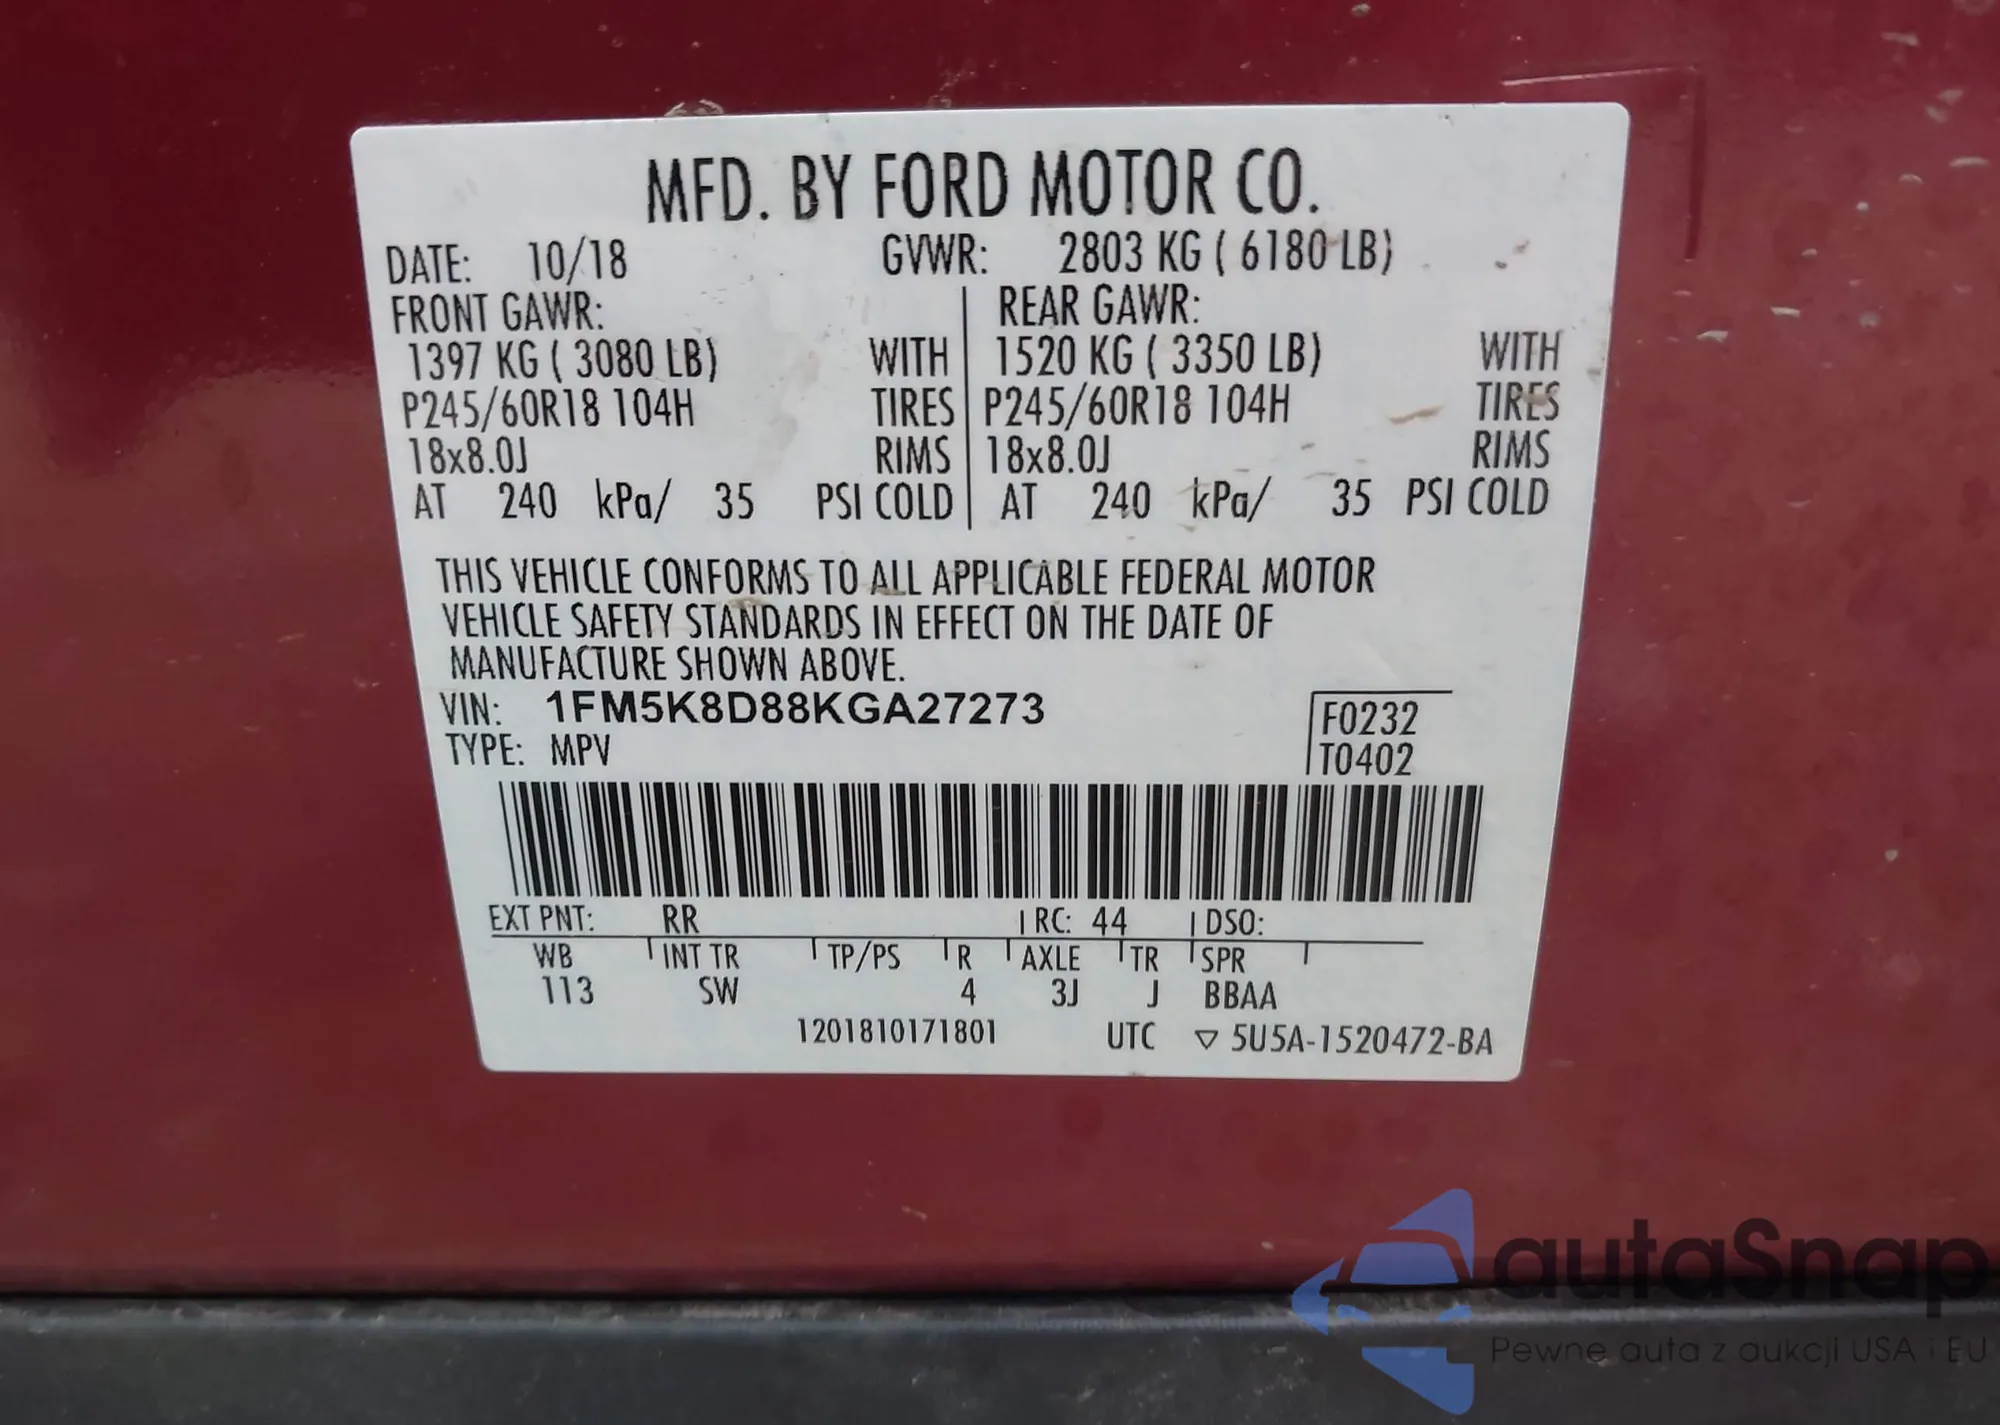 MFD. BY FORD MOTOR CO.
DATE: 10/18 GVWR: 2803 KG ( 6180 LB)
FRONT GAWR: REAR GAWR:
1397 KG ( 3080 LB) WITH 1520 KG ( 3350 LB) WITH
P245/60R18 104H TIRES P245/60R18 104H TIRES
18x8.0J RIMS 18x8.0J RIMS
AT 240 kPa/ 35 PSI COLD AT 240 kPa/ 35 PSI COLD
THIS VEHICLE CONFORMS TO ALL APPLICABLE FEDERAL MOTOR
VEHICLE SAFETY STANDARDS IN EFFECT ON THE DATE OF
MANUFACTURE SHOWN ABOVE.
VIN: 1FM5K8D88KGA27273 F0232
TYPE: MPV T0402
EXT PNT: RR RC: 44 DSO:
WB INT TR TP/PS R AXLE TR SPR
113 SW 4 3J J BBAA
1201810171801 UTC ▽ 5U5A-1520472-BA
autaSnap
Pewne auta z aukcji USA i EU